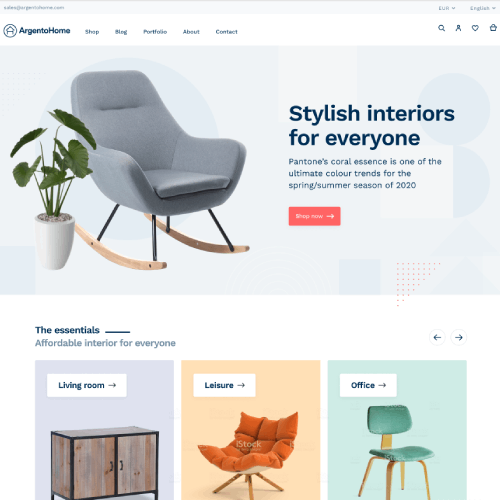 sales@argentohome.com
EUR
English
ArgentoHome
Shop
Blog
Portfolio
About
Contact
Stylish interiors
for everyone
Pantone's coral essence is one of the
ultimate colour trends for the
spring/summer season of 2020
Shop now
The essentials
Affordable interior for everyone
Living room
Leisure
Office
iStock